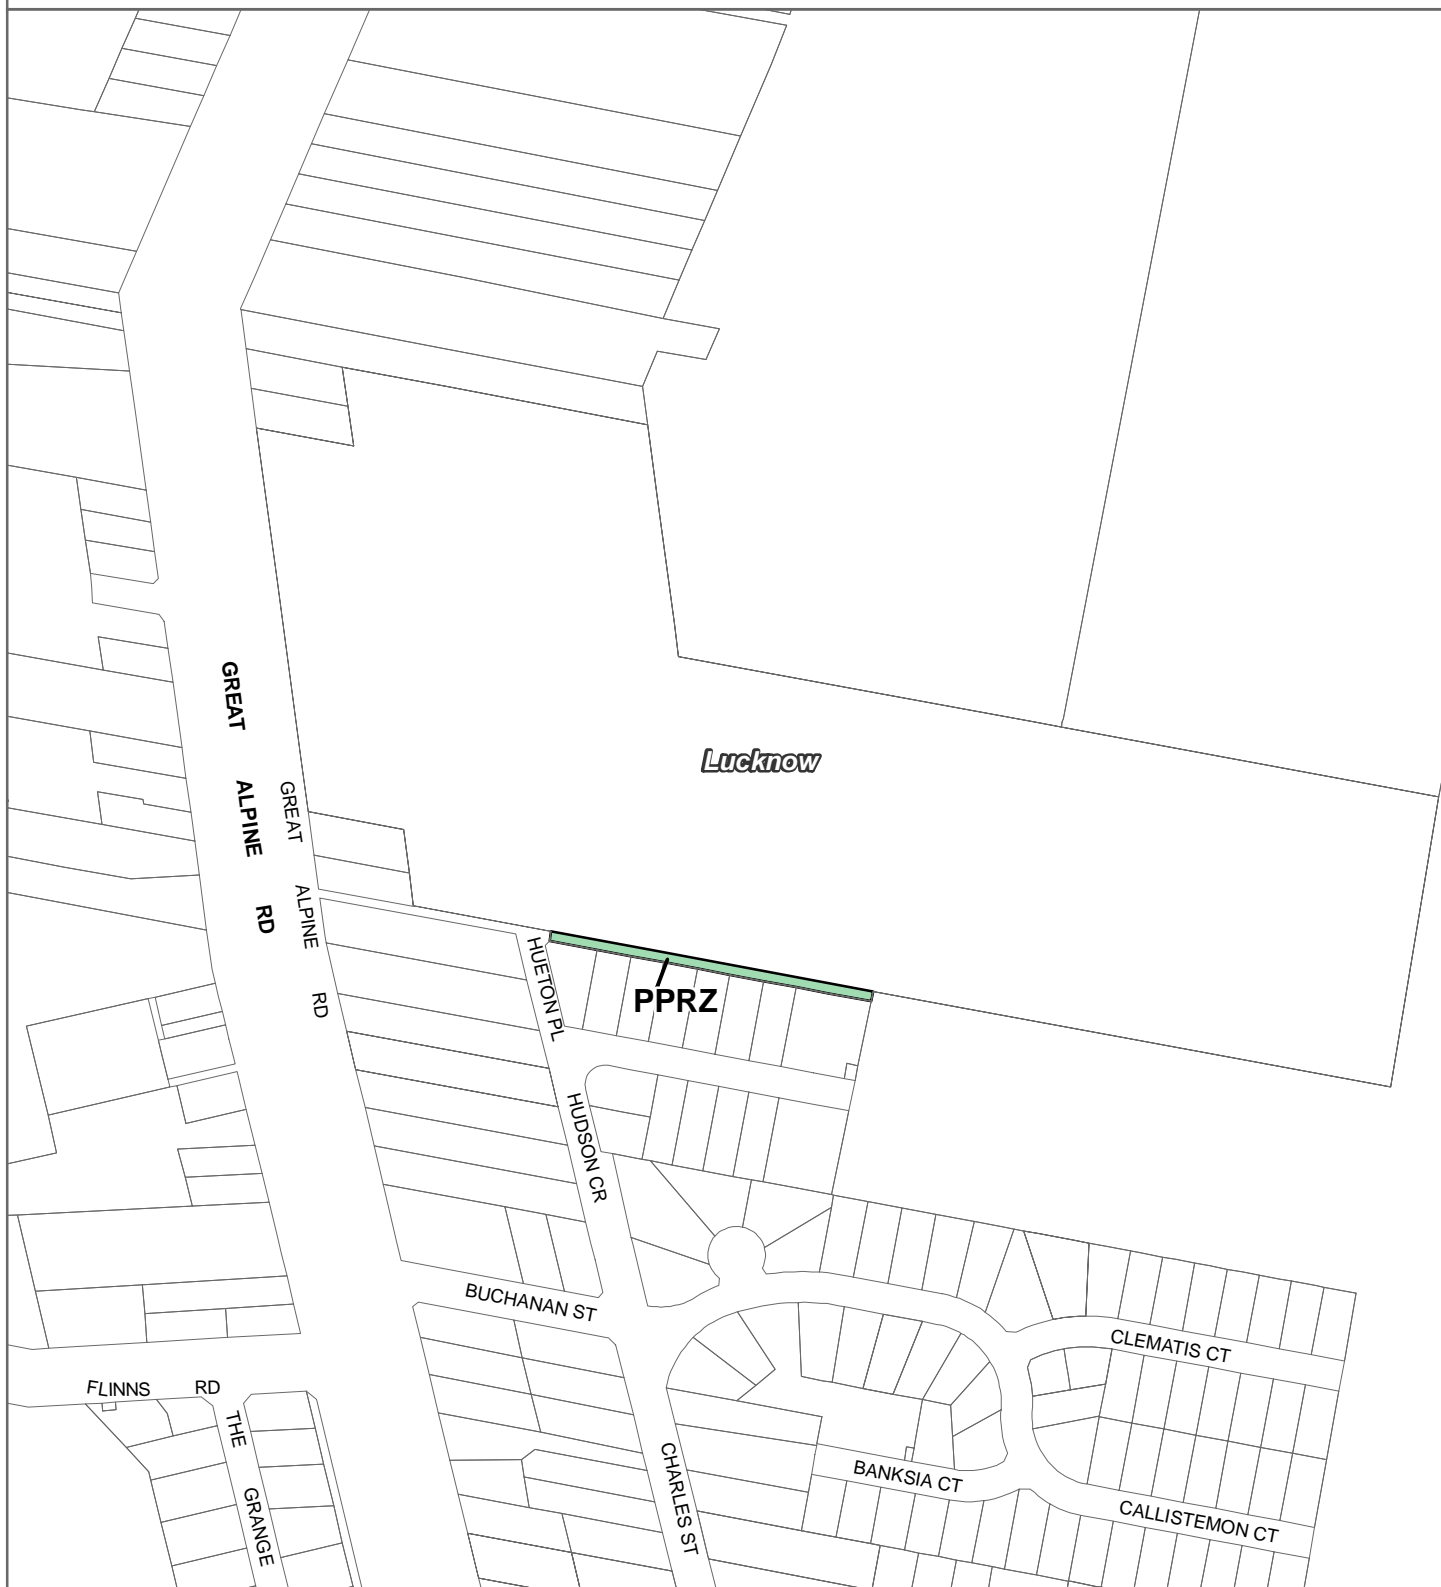 GREAT ALPINE RD
GREAT ALPINE RD
Lucknow
HUETON PL
PPRZ
HUDSON CR
BUCHANAN ST
CLEMATIS CT
FLINNS RD
THE GRANGE
CHARLES ST
BANKSIA CT
CALLISTEMON CT